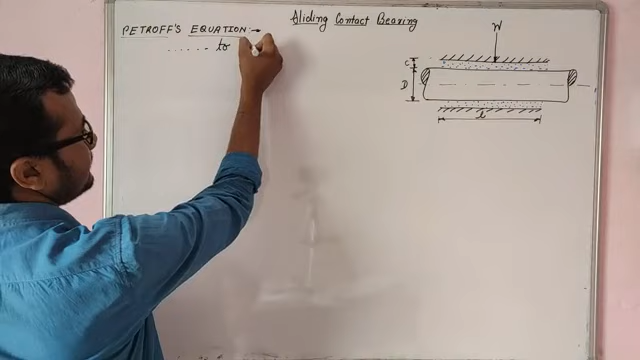 Sliding Contact Bearing
PETROFF'S EQUATION:→
...... to
W
C
D
l